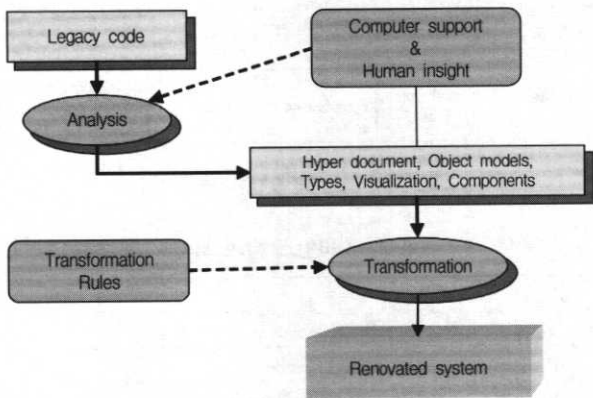 Legacy code
Computer support
&
Human insight
Analysis
Hyper document, Object models,
Types, Visualization, Components
Transformation
Rules
Transformation
Renovated system